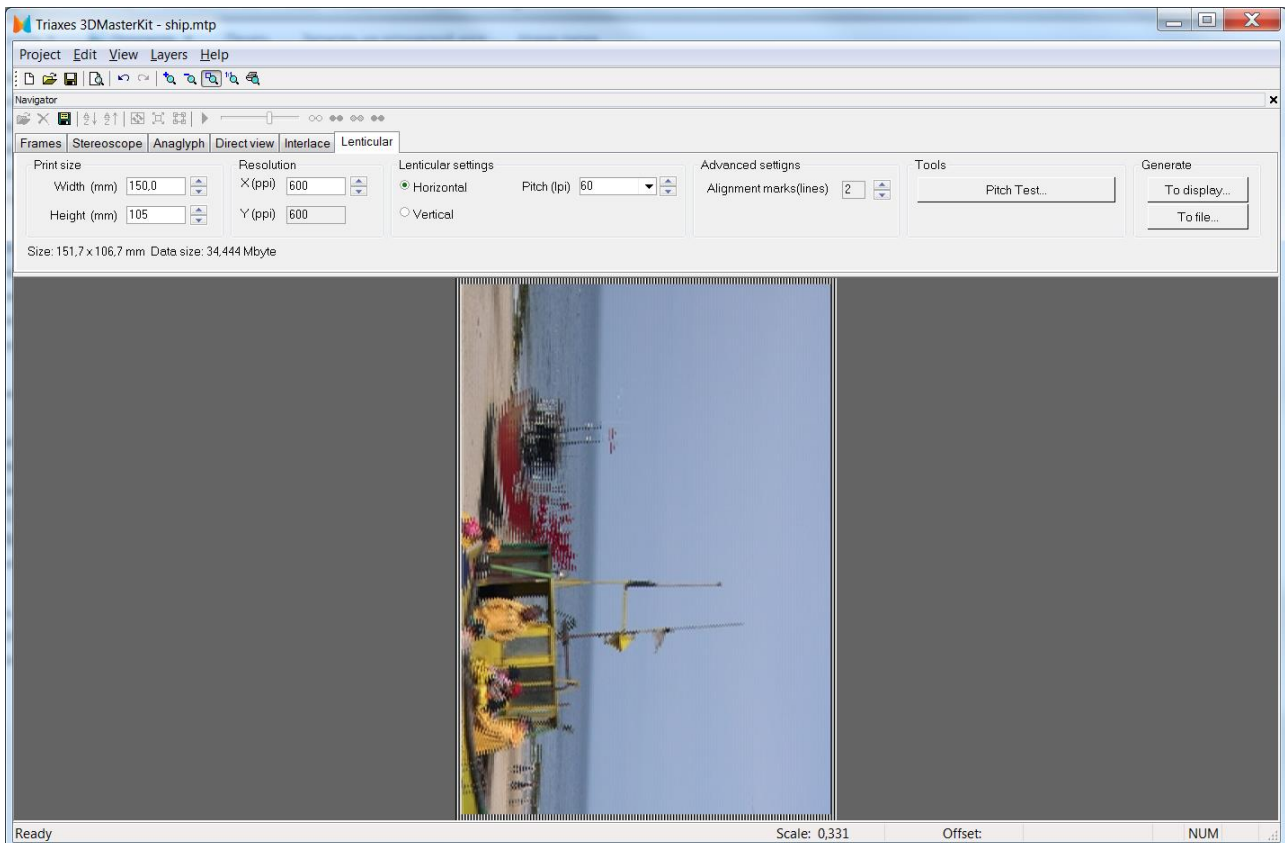 Triaxes 3DMasterKit - ship.mtp
Project Edit View Layers Help
Navigator
Frames Stereoscope Anaglyph Direct view Interlace Lenticular
Print size Resolution Lenticular settings Advanced settigns Tools Generate
Width (mm) 150,0 X (ppi) 600 Horizontal Pitch (lpi) 60 Alignment marks(lines) 2 Pitch Test... To display...
Height (mm) 105 Y (ppi) 600 Vertical To file...
Size: 151,7 x 106,7 mm Data size: 34,444 Mbyte
Ready Scale: 0,331 Offset: NUM